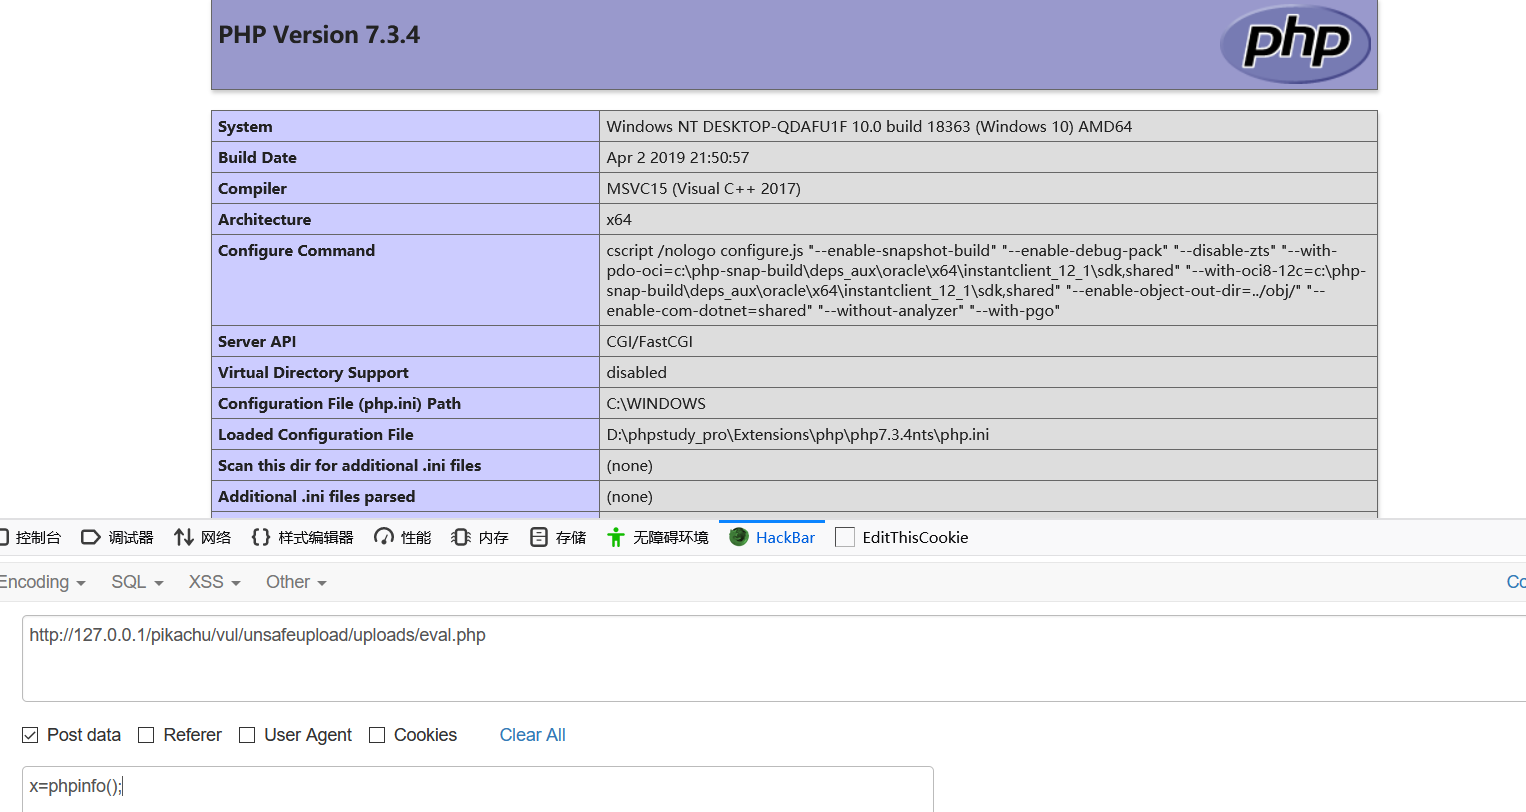 PHP Version 7.3.4
php
System Windows NT DESKTOP-QDAFU1F 10.0 build 18363 (Windows 10) AMD64
Build Date Apr 2 2019 21:50:57
Compiler MSVC15 (Visual C++ 2017)
Architecture x64
Configure Command cscript /nologo configure.js "--enable-snapshot-build" "--enable-debug-pack" "--disable-zts" "--with-
pdo-oci=c:\php-snap-build\deps_aux\oracle\x64\instantclient_12_1\sdk,shared" "--with-oci8-12c=c:\php-
snap-build\deps_aux\oracle\x64\instantclient_12_1\sdk,shared" "--enable-object-out-dir=../obj/" "--
enable-com-dotnet=shared" "--without-analyzer" "--with-pgo"
Server API CGI/FastCGI
Virtual Directory Support disabled
Configuration File (php.ini) Path C:\WINDOWS
Loaded Configuration File D:\phpstudy_pro\Extensions\php\php7.3.4nts\php.ini
Scan this dir for additional .ini files (none)
Additional .ini files parsed (none)
控制台 调试器 网络 {} 样式编辑器 性能 内存 存储 无障碍环境 HackBar EditThisCookie
Encoding SQL XSS Other Co
http://127.0.0.1/pikachu/vul/unsafeupload/uploads/eval.php
Post data Referer User Agent Cookies Clear All
x=phpinfo();